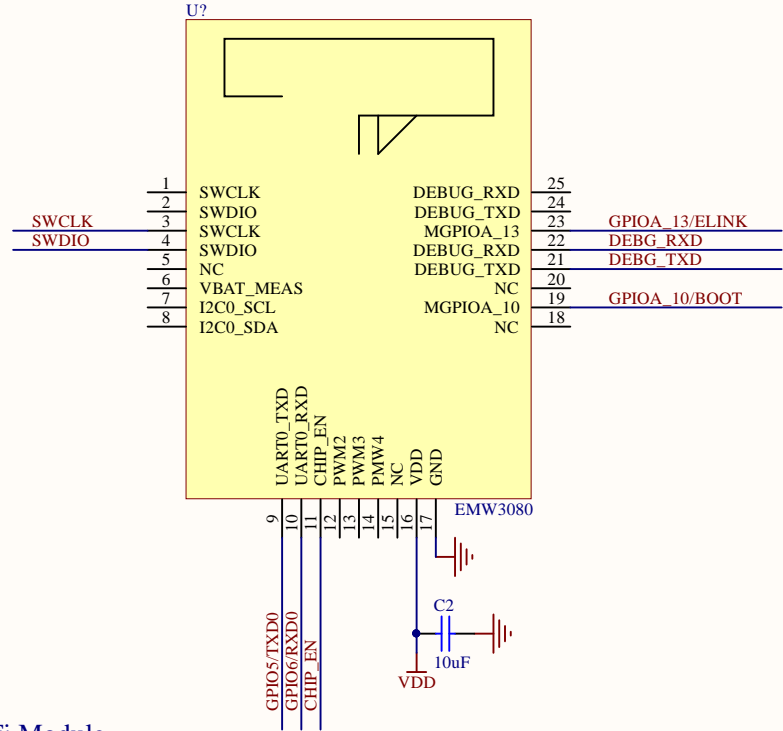 U?
1 SWCLK
2 SWDIO
SWCLK 3 SWCLK
SWDIO 4 SWDIO
5 NC
6 VBAT_MEAS
7 I2C0_SCL
8 I2C0_SDA
DEBUG_RXD 25
DEBUG_TXD 24
MGPIOA_13 23 GPIOA_13/ELINK
DEBUG_RXD 22 DEBG_RXD
DEBUG_TXD 21 DEBG_TXD
NC 20
MGPIOA_10 19 GPIOA_10/BOOT
NC 18
UART0_TXD 9 GPIO5/TXD0
UART0_RXD 10 GPIO6/RXD0
CHIP_EN 11 CHIP_EN
PWM2 12
PWM3 13
PMW4 14
NC 15
VDD 16
GND 17
EMW3080
C2
10uF
VDD
Module